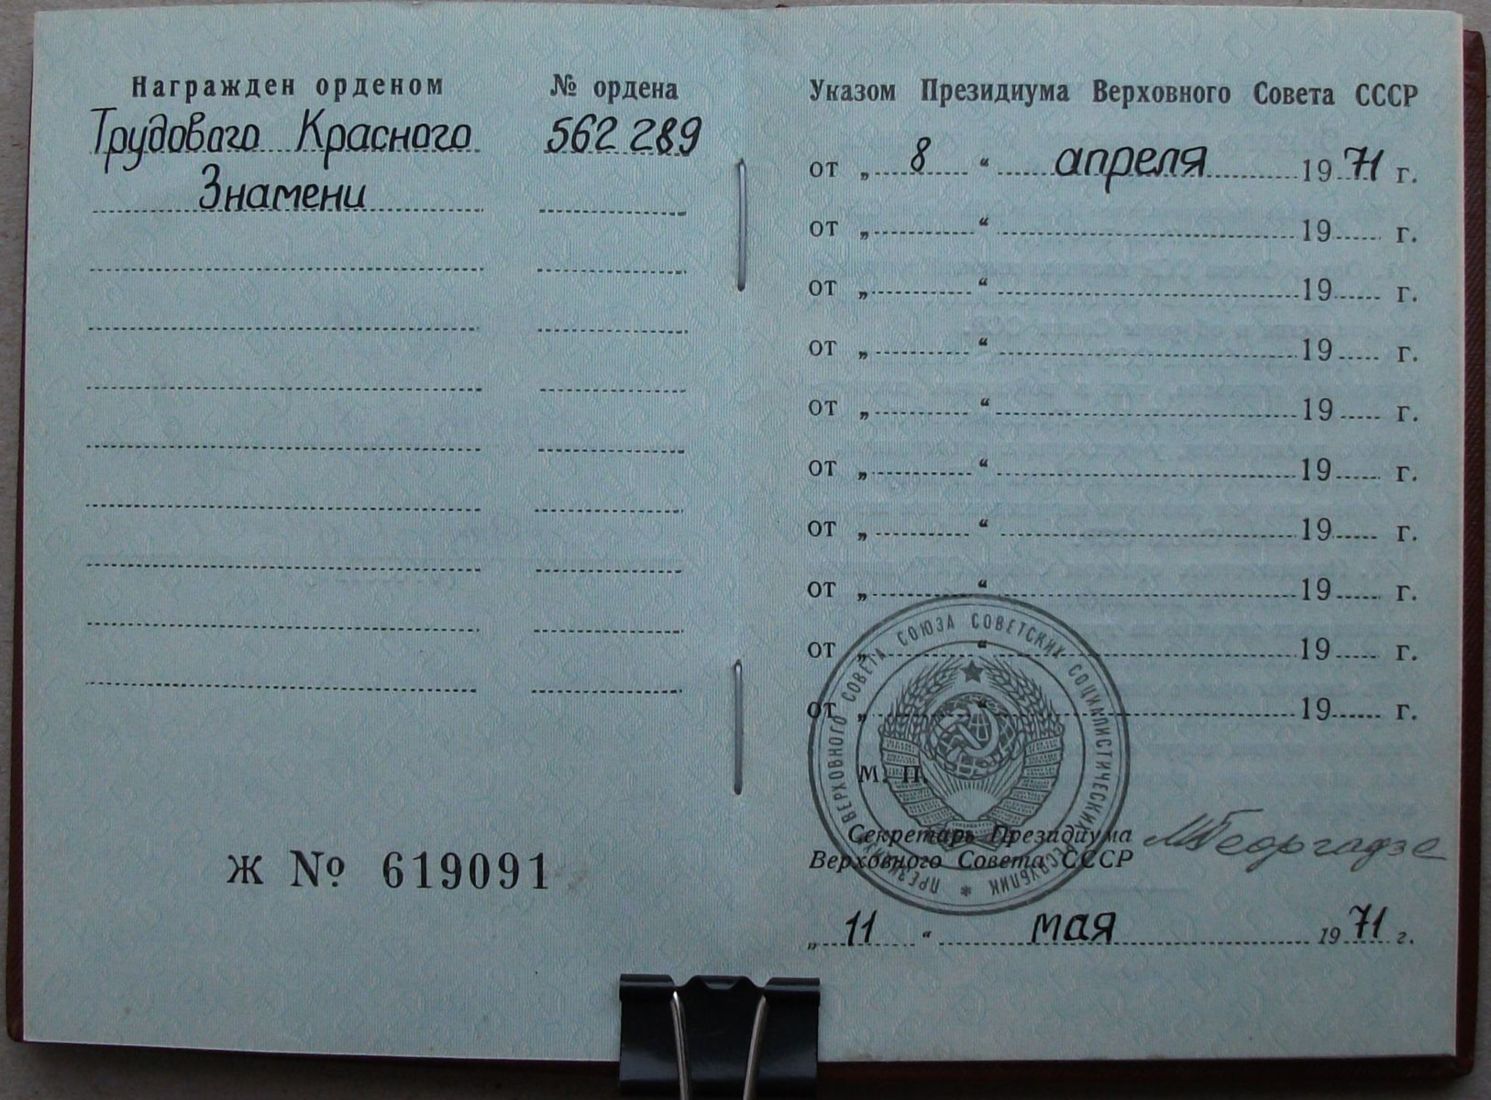 Награжден орденом
Трудового Красного
Знамени
№ ордена
562 289
Ж № 619091
Указом Президиума Верховного Совета СССР
от „ 8 “ апреля 1971 г.
от „ “ 19 г.
от „ “ 19 г.
от „ “ 19 г.
от „ “ 19 г.
от „ “ 19 г.
от „ “ 19 г.
от „ “ 19 г.
от „ “ 19 г.
от „ “ 19 г.
ПРЕЗИДИУМ ВЕРХОВНОГО СОВЕТА СОЮЗА СОВЕТСКИХ СОЦИАЛИСТИЧЕСКИХ РЕСПУБЛИК *
М. П.
Секретарь Президиума
Верховного Совета СССР
МГеоргадзе
„ 11 “ мая 1971 г.